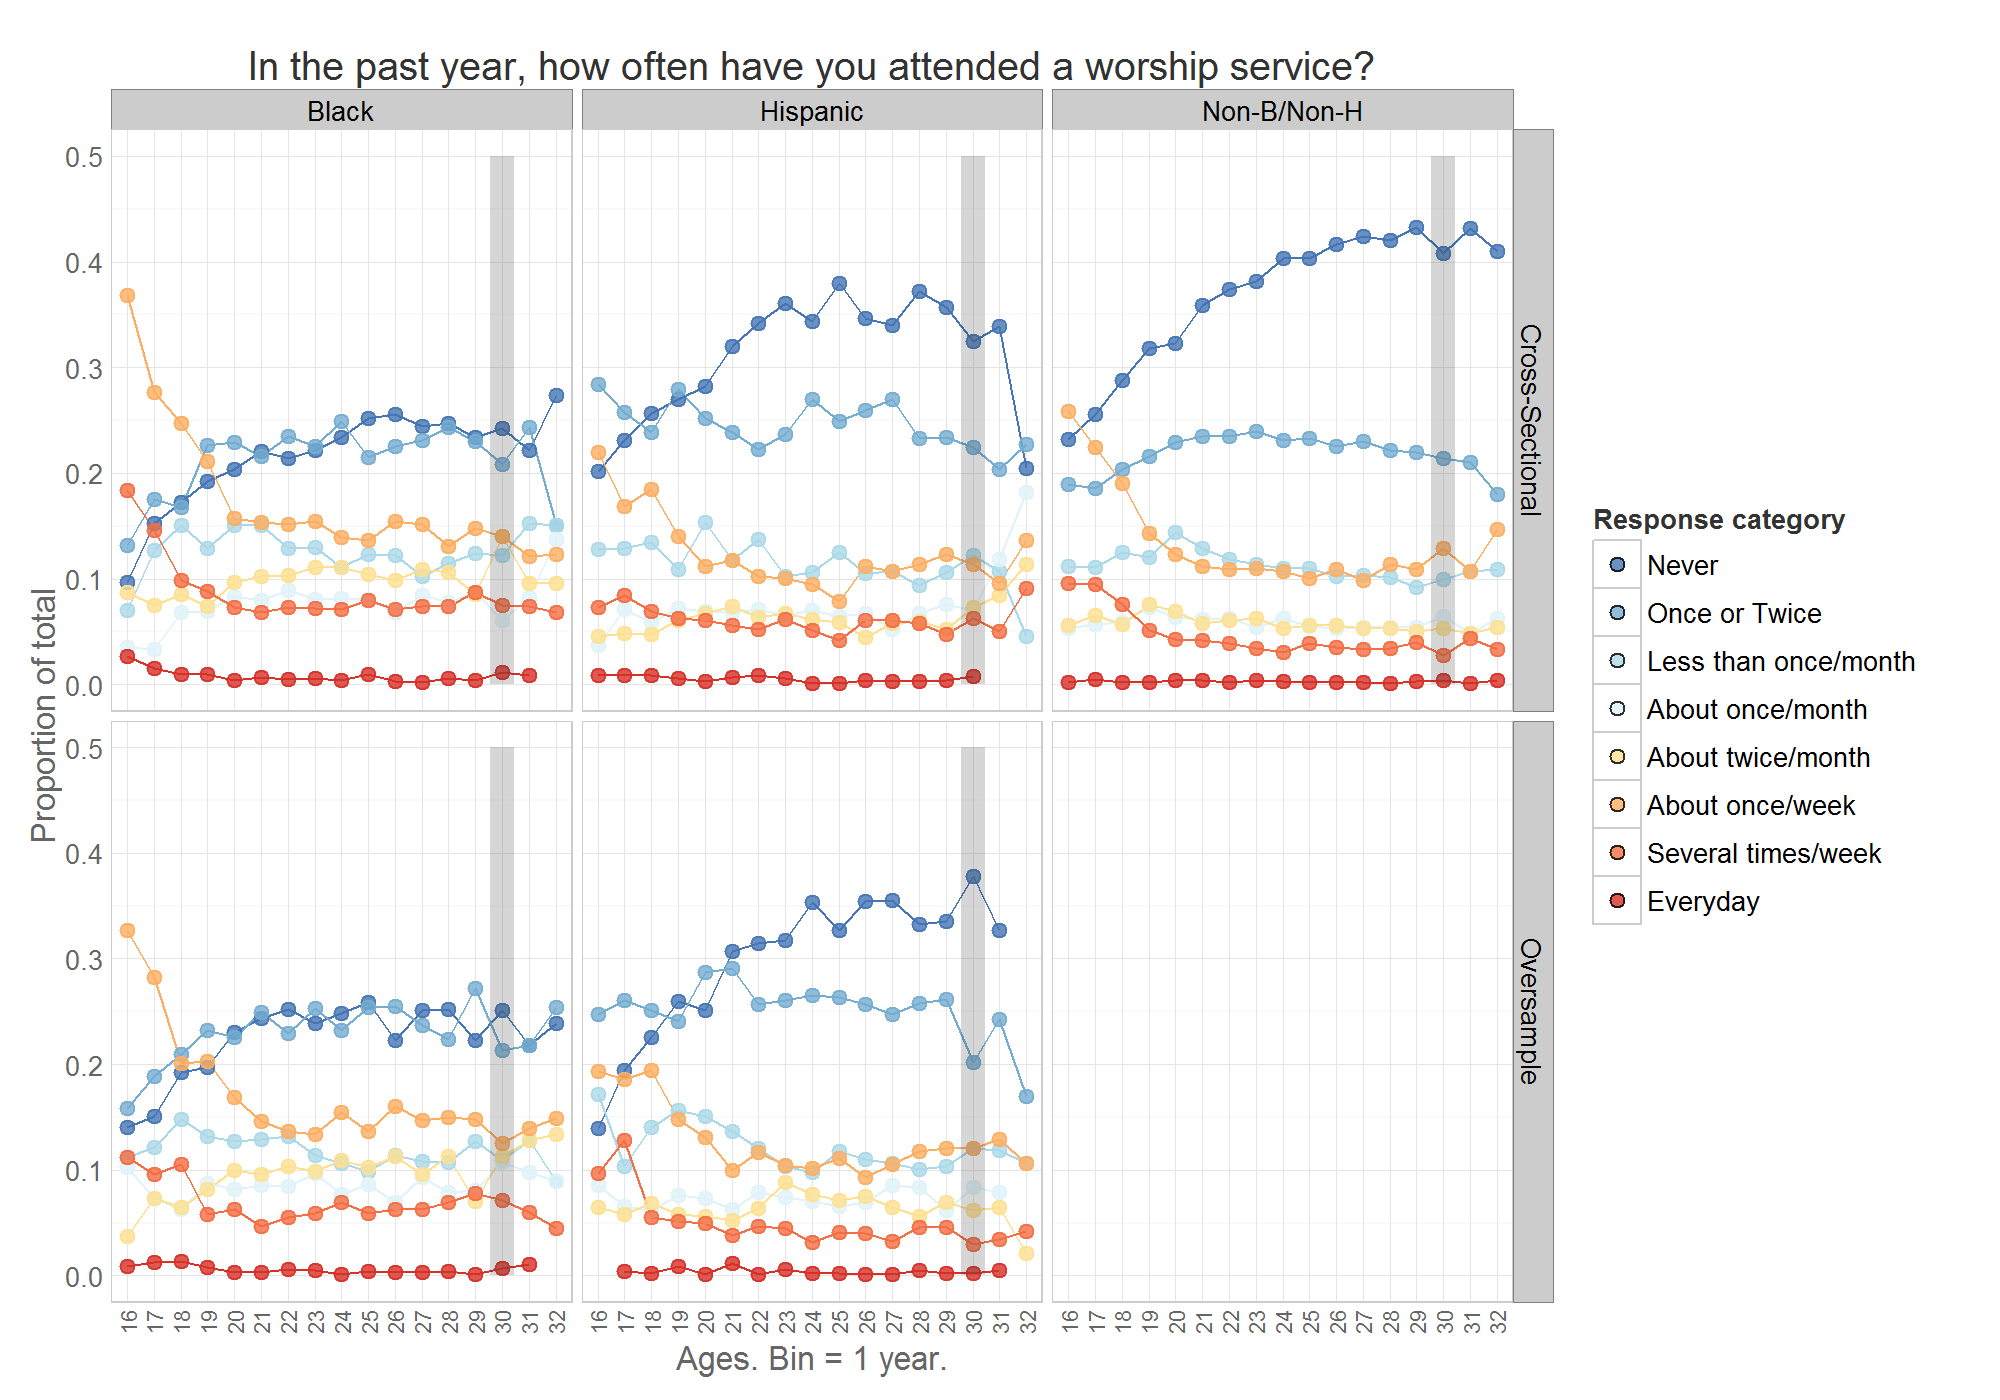 In the past year, how often have you attended a worship service?
Black
Hispanic
Non-B/Non-H
Proportion of total
0.5
0.4
0.3
0.2
0.1
0.0
Cross-Sectional
0.5
0.4
0.3
0.2
0.1
0.0
Oversample
16 17 18 19 20 21 22 23 24 25 26 27 28 29 30 31 32
16 17 18 19 20 21 22 23 24 25 26 27 28 29 30 31 32
16 17 18 19 20 21 22 23 24 25 26 27 28 29 30 31 32
Ages. Bin = 1 year.
Response category
Never
Once or Twice
Less than once/month
About once/month
About twice/month
About once/week
Several times/week
Everyday